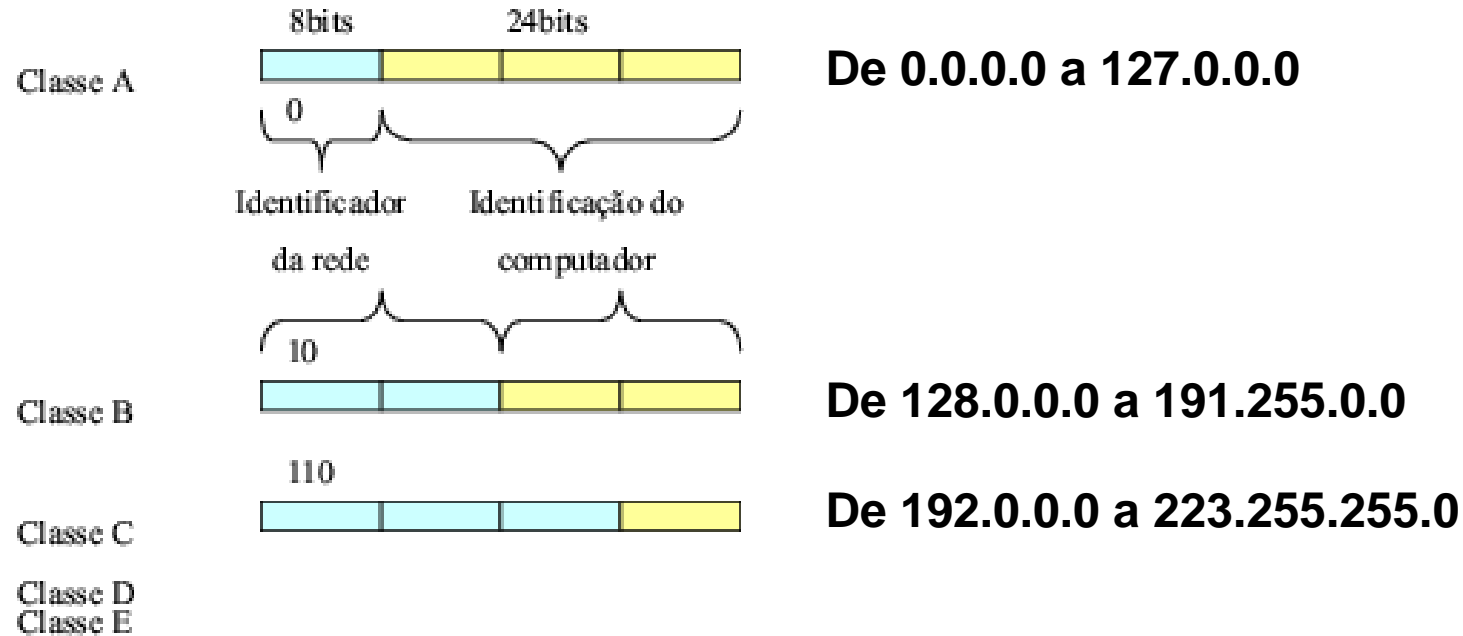 8bits 24bits
Classe A De 0.0.0.0 a 127.0.0.0
0
Identificador Identificação do
da rede computador
10
Classe B De 128.0.0.0 a 191.255.0.0
110
Classe C De 192.0.0.0 a 223.255.255.0
Classe D
Classe E